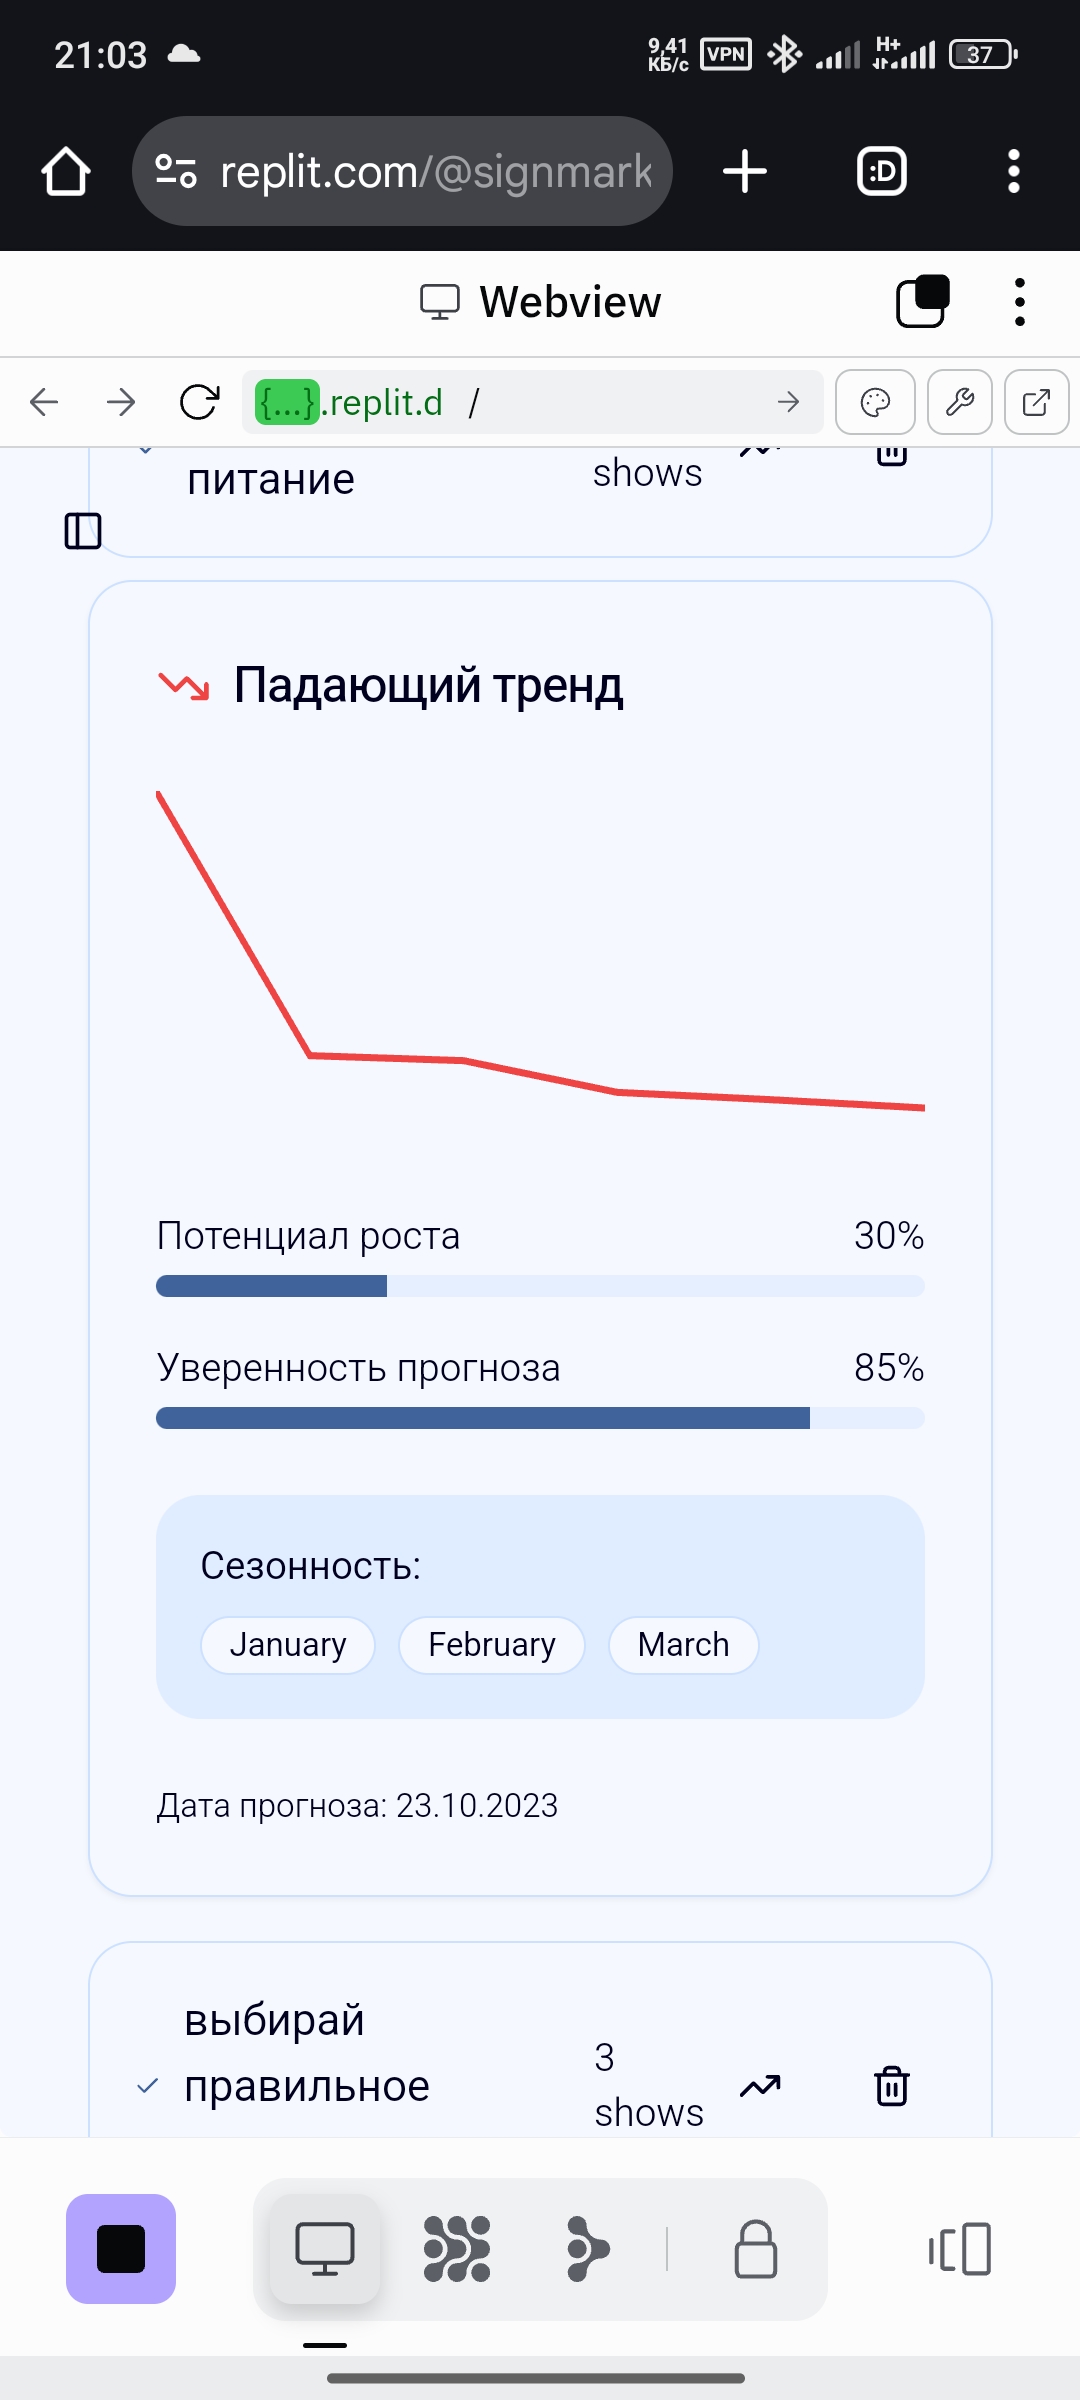 21:03
9,41
КБ/с
VPN
H+
37
replit.com/@signmark
:D
Webview
{...}.replit.d /
питание
shows
Падающий тренд
Потенциал роста 30%
Уверенность прогноза 85%
Сезонность:
January February March
Дата прогноза: 23.10.2023
выбирай
правильное
3
shows